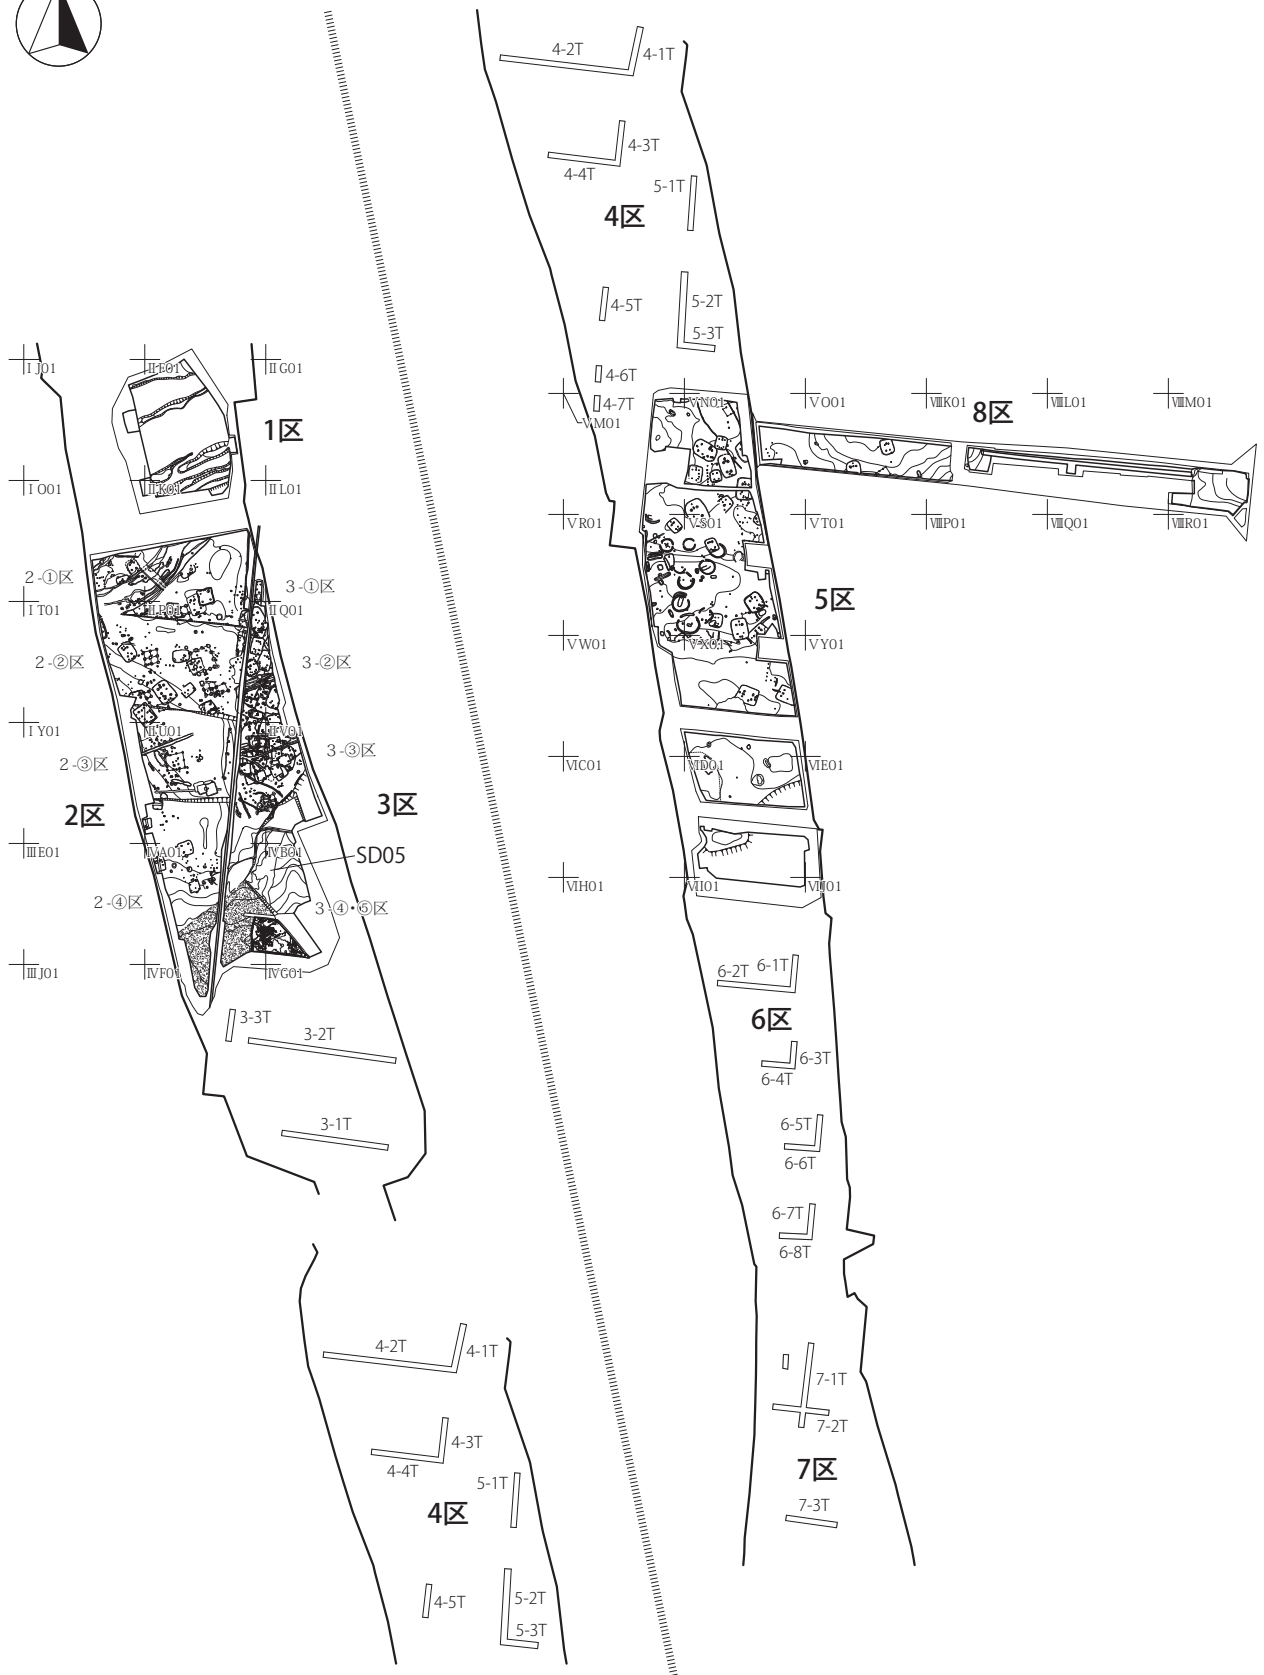 4-2T
4-1T
4-3T
4-4T
5-1T
4区
4-5T
5-2T
5-3T
4-6T
4-7T
ⅠJ01
ⅡF01
ⅡG01
1区
ⅠO01
ⅡK01
ⅡL01
2-①区
3-①区
ⅠT01
ⅡP01
ⅡQ01
2-②区
3-②区
ⅠY01
ⅡU01
ⅡV01
2-③区
3-③区
2区
3区
ⅢE01
ⅣA01
ⅣB01
SD05
2-④区
3-④・⑤区
ⅢJ01
ⅣF01
ⅣG01
3-3T
3-2T
3-1T
4-2T
4-1T
4-3T
4-4T
5-1T
4区
4-5T
5-2T
5-3T
ⅤM01
ⅤN01
ⅤO01
ⅧK01
ⅧL01
ⅧM01
8区
ⅤR01
ⅤS01
ⅤT01
ⅧP01
ⅧQ01
ⅧR01
5区
ⅤW01
ⅤX01
ⅤY01
ⅥC01
ⅥD01
ⅥE01
ⅥH01
ⅥI01
ⅥJ01
6-2T
6-1T
6区
6-3T
6-4T
6-5T
6-6T
6-7T
6-8T
7-1T
7-2T
7区
7-3T